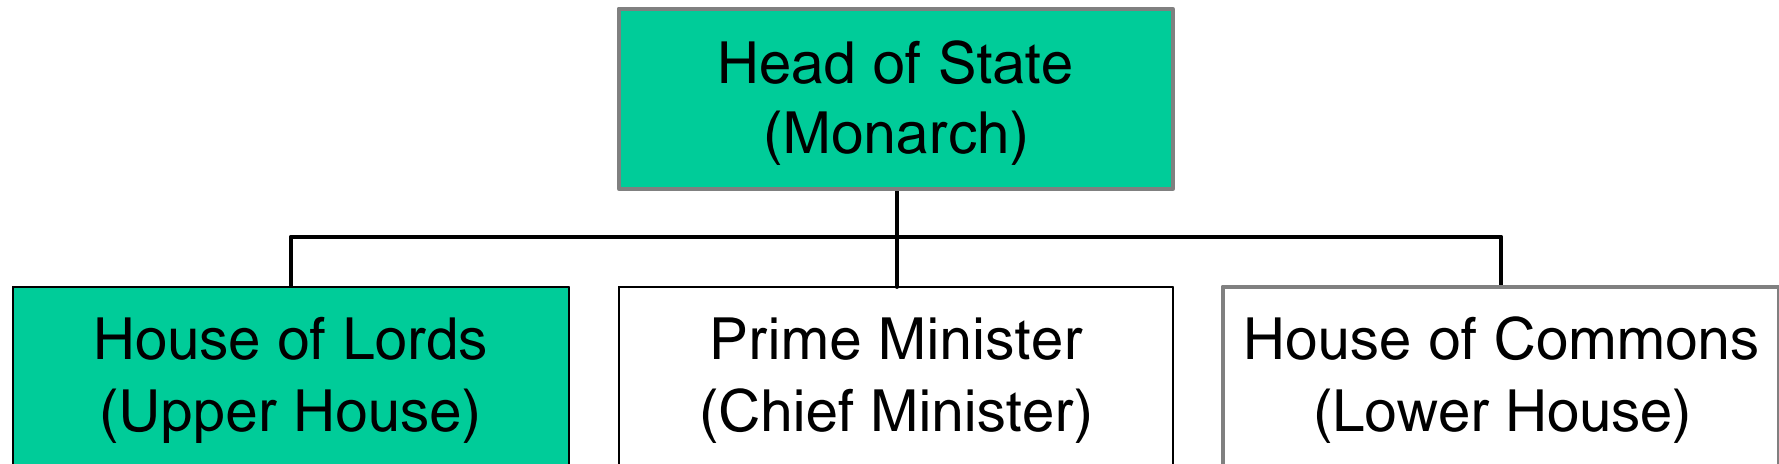 Head of State
(Monarch)
House of Lords
(Upper House)
Prime Minister
(Chief Minister)
House of Commons
(Lower House)